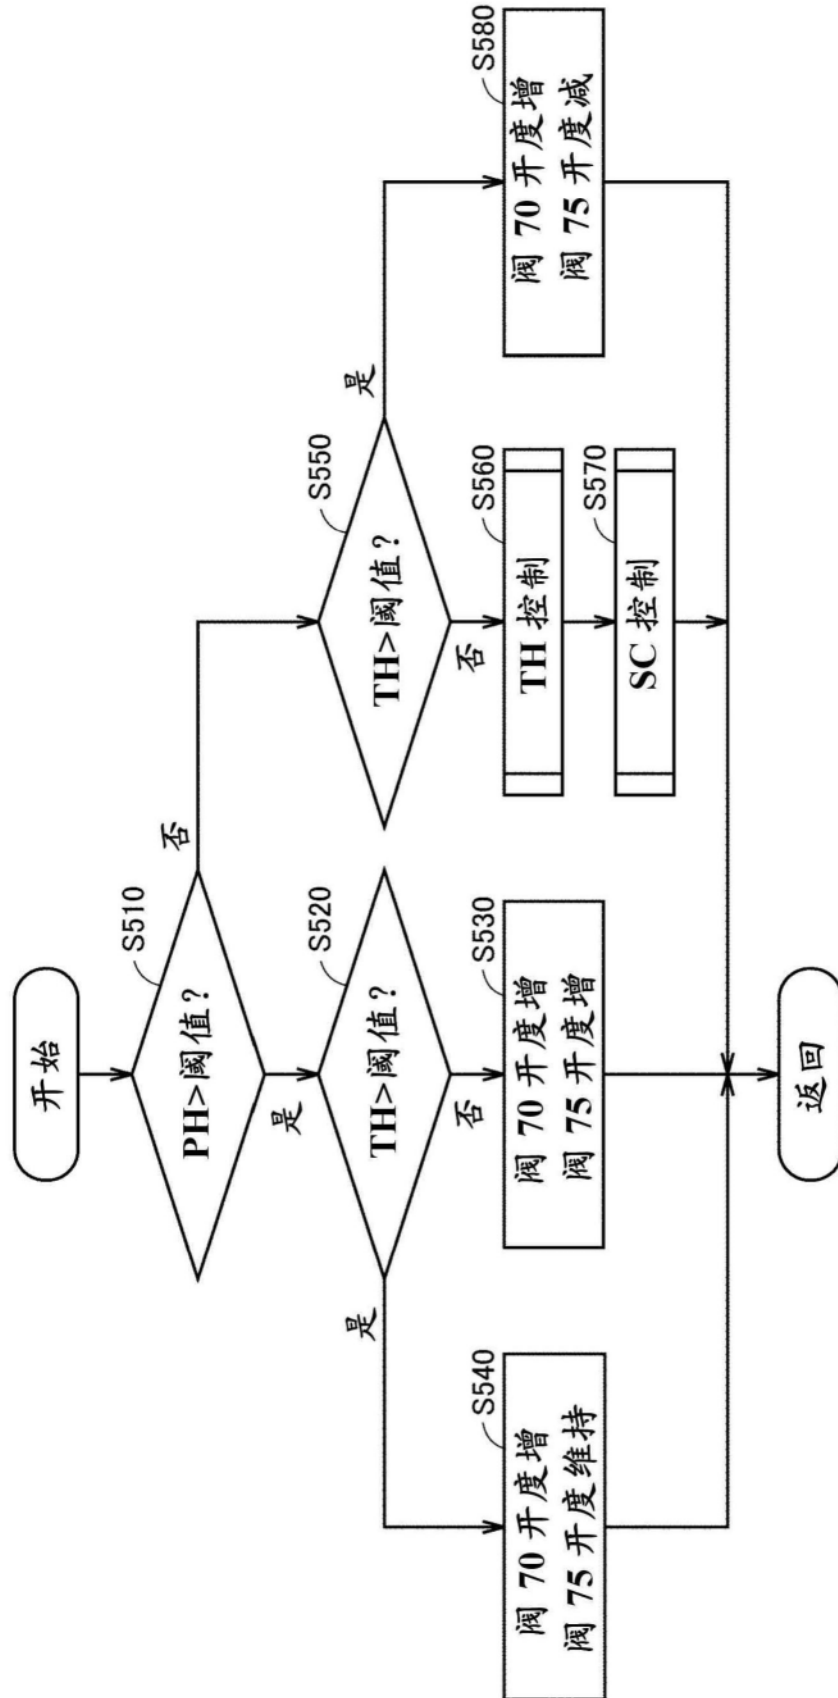 开始
S510
PH>阈值?
否
是
S520
TH>阈值?
是
否
S550
TH>阈值?
是
否
S540
阀 70 开度增
阀 75 开度维持
S530
阀 70 开度增
阀 75 开度增
S560
TH 控制
S570
SC 控制
S580
阀 70 开度增
阀 75 开度减
返回